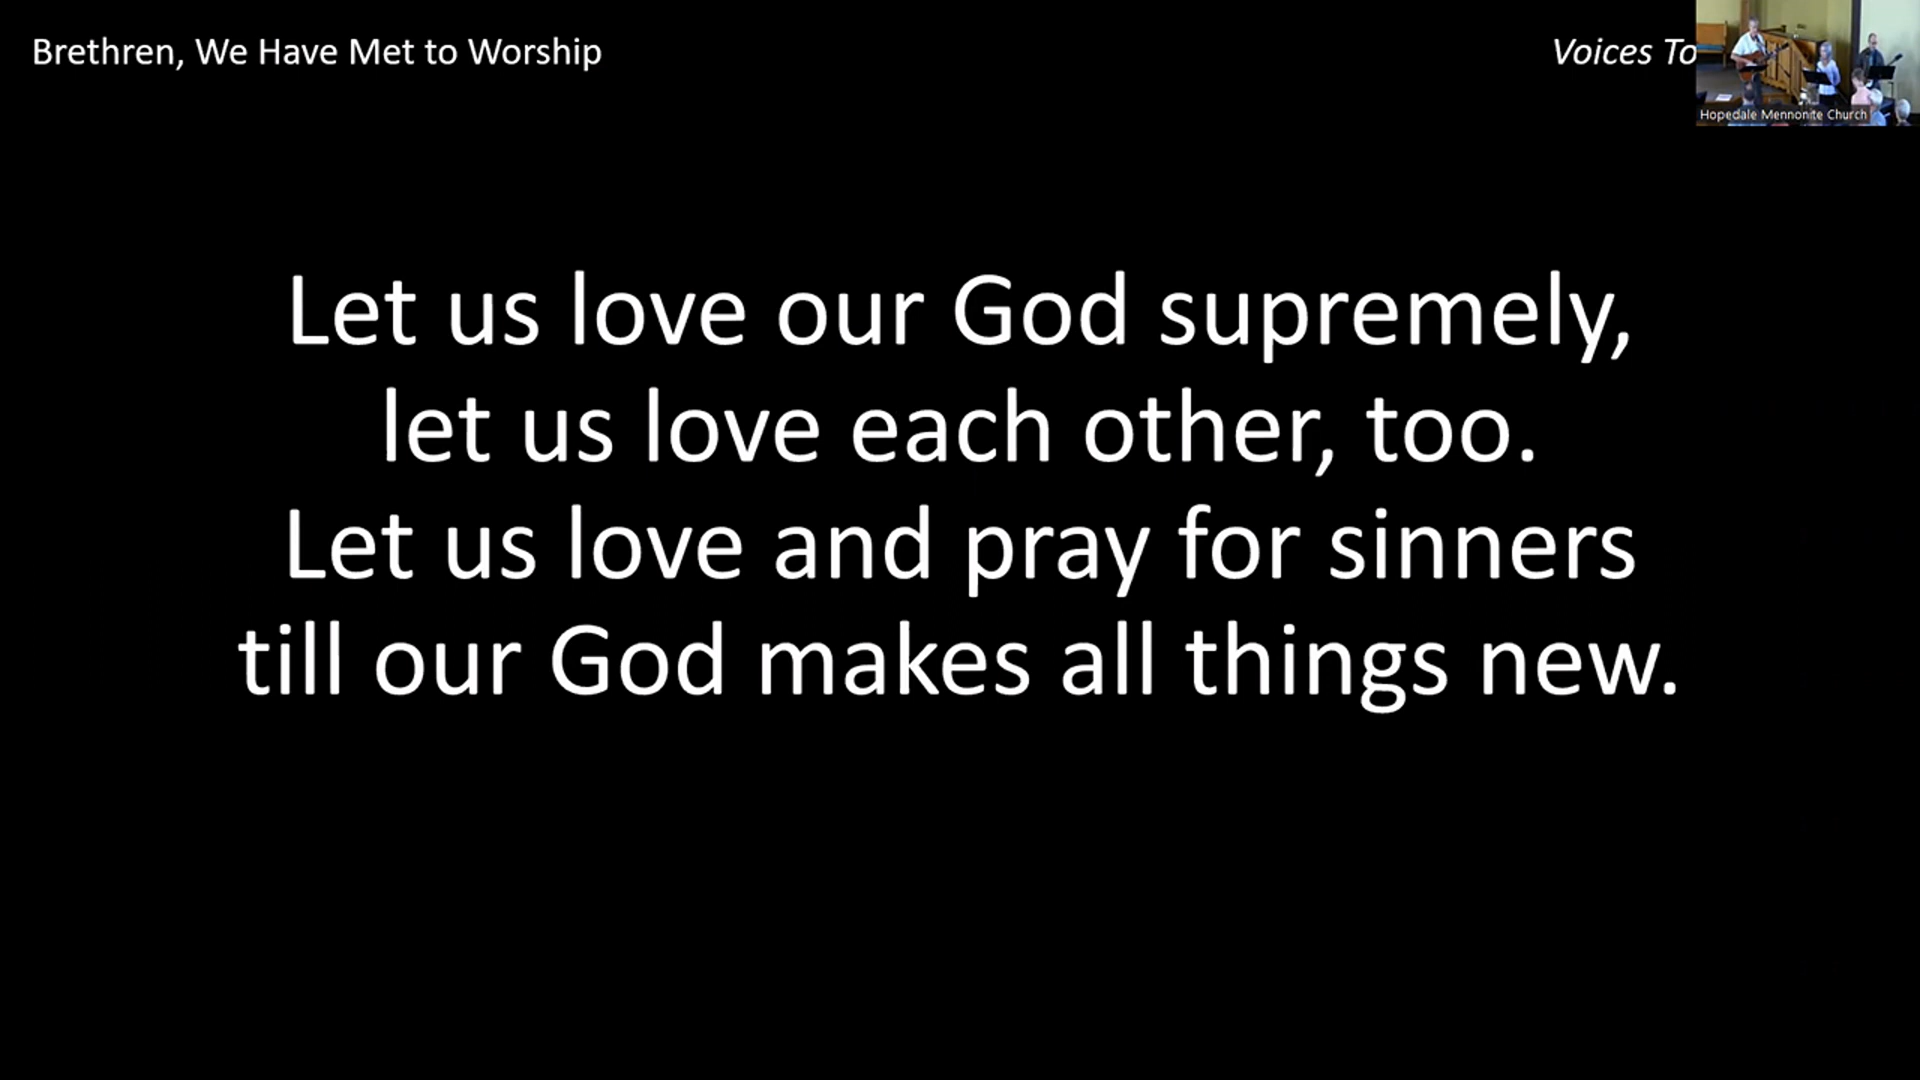 Brethren, We Have Met to Worship
Voices To
Hopedale Mennonite Church
Let us love our God supremely,
let us love each other, too.
Let us love and pray for sinners
till our God makes all things new.